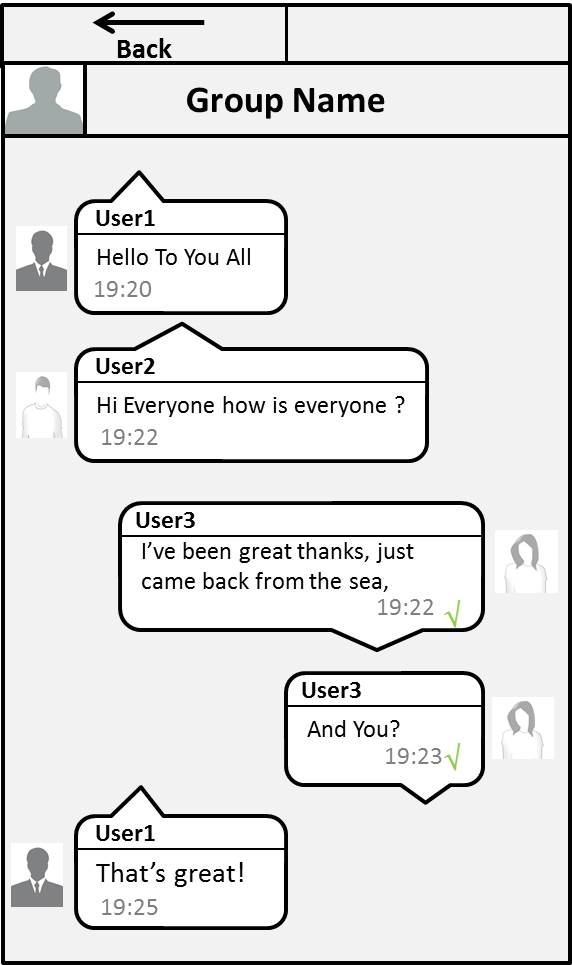 Back
Group Name
User1
Hello To You All
19:20
User2
Hi Everyone how is everyone ?
19:22
User3
I’ve been great thanks, just
came back from the sea,
19:22 √
User3
And You?
19:23 √
User1
That’s great!
19:25